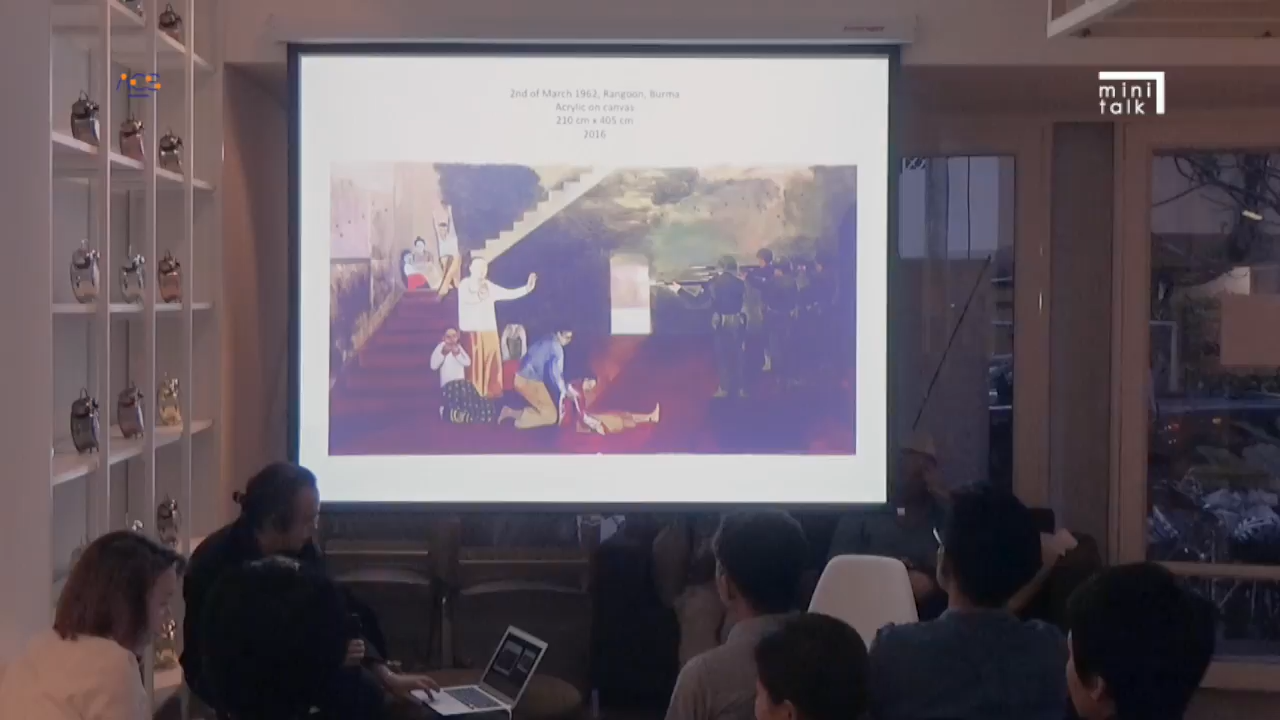 2nd of March 1962, Rangoon, Burma
Acrylic on canvas
210 cm x 405 cm
2016
mini
talk